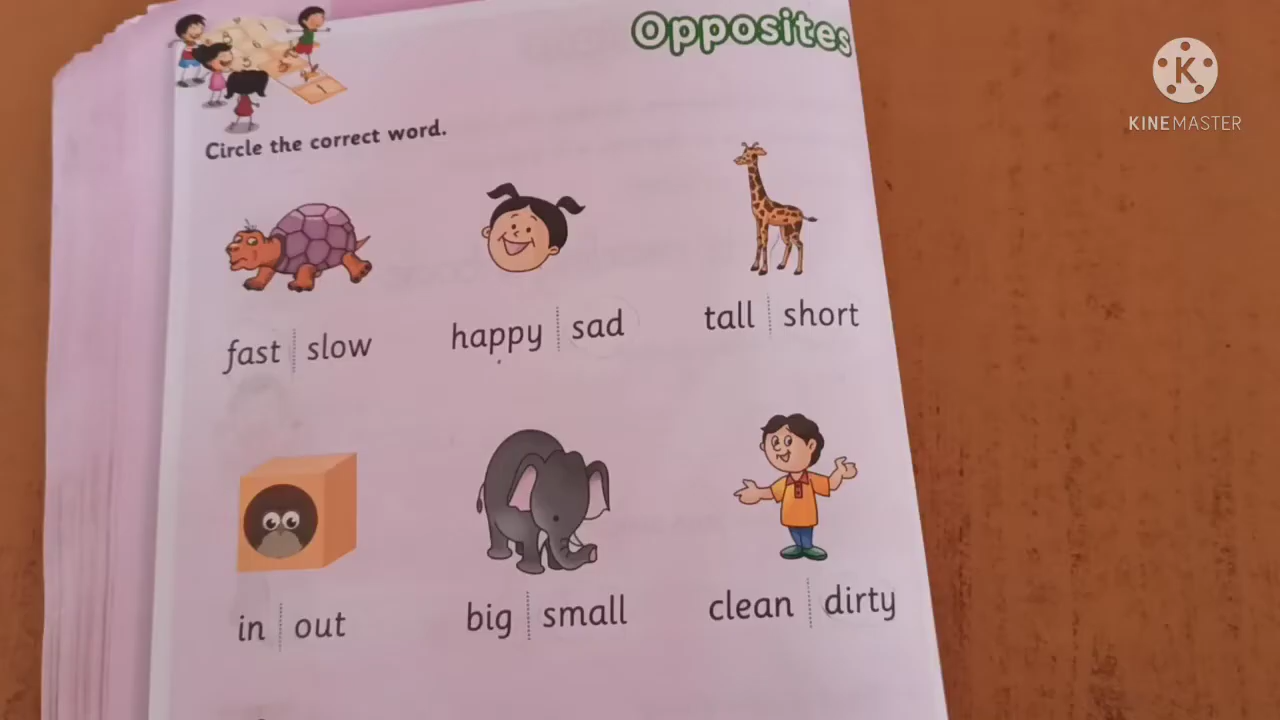 Opposites
K
KINEMASTER
Circle the correct word.
fast slow
happy sad
tall short
in out
big small
clean dirty